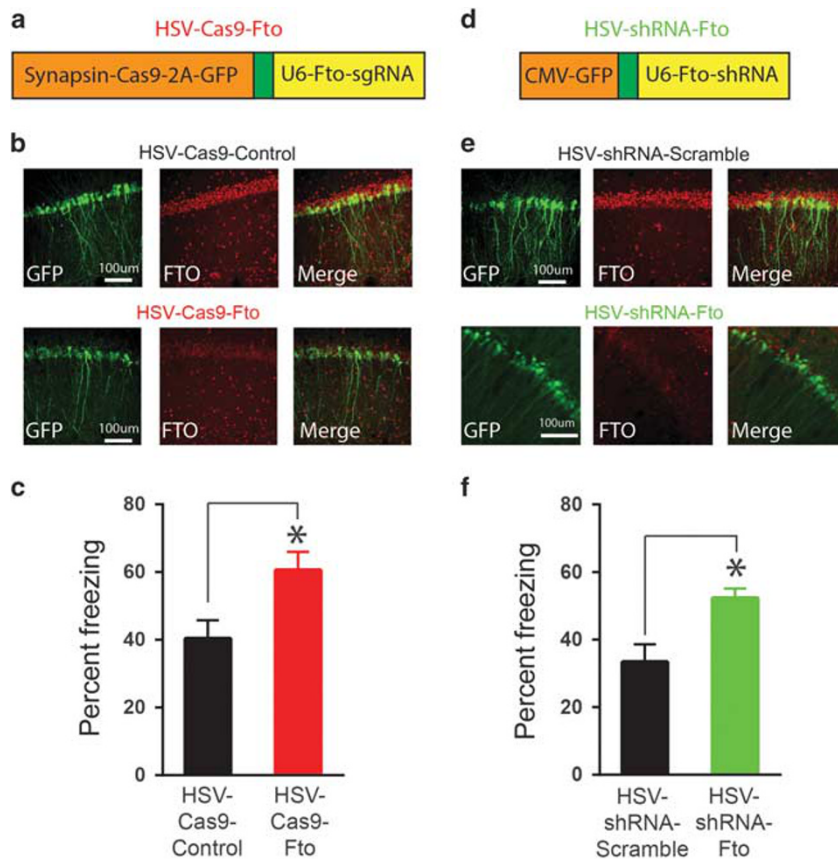 a
HSV-Cas9-Fto
Synapsin-Cas9-2A-GFP
U6-Fto-sgRNA
b
HSV-Cas9-Control
GFP
100um
FTO
Merge
HSV-Cas9-Fto
GFP
100um
FTO
Merge
c
Percent freezing
80
60
40
20
0
*
HSV-
Cas9-
Control
HSV-
Cas9-
Fto
d
HSV-shRNA-Fto
CMV-GFP
U6-Fto-shRNA
e
HSV-shRNA-Scramble
GFP
100um
FTO
Merge
HSV-shRNA-Fto
GFP
100um
FTO
Merge
f
Percent freezing
80
60
40
20
0
*
HSV-
shRNA-
Scramble
HSV-
shRNA-
Fto